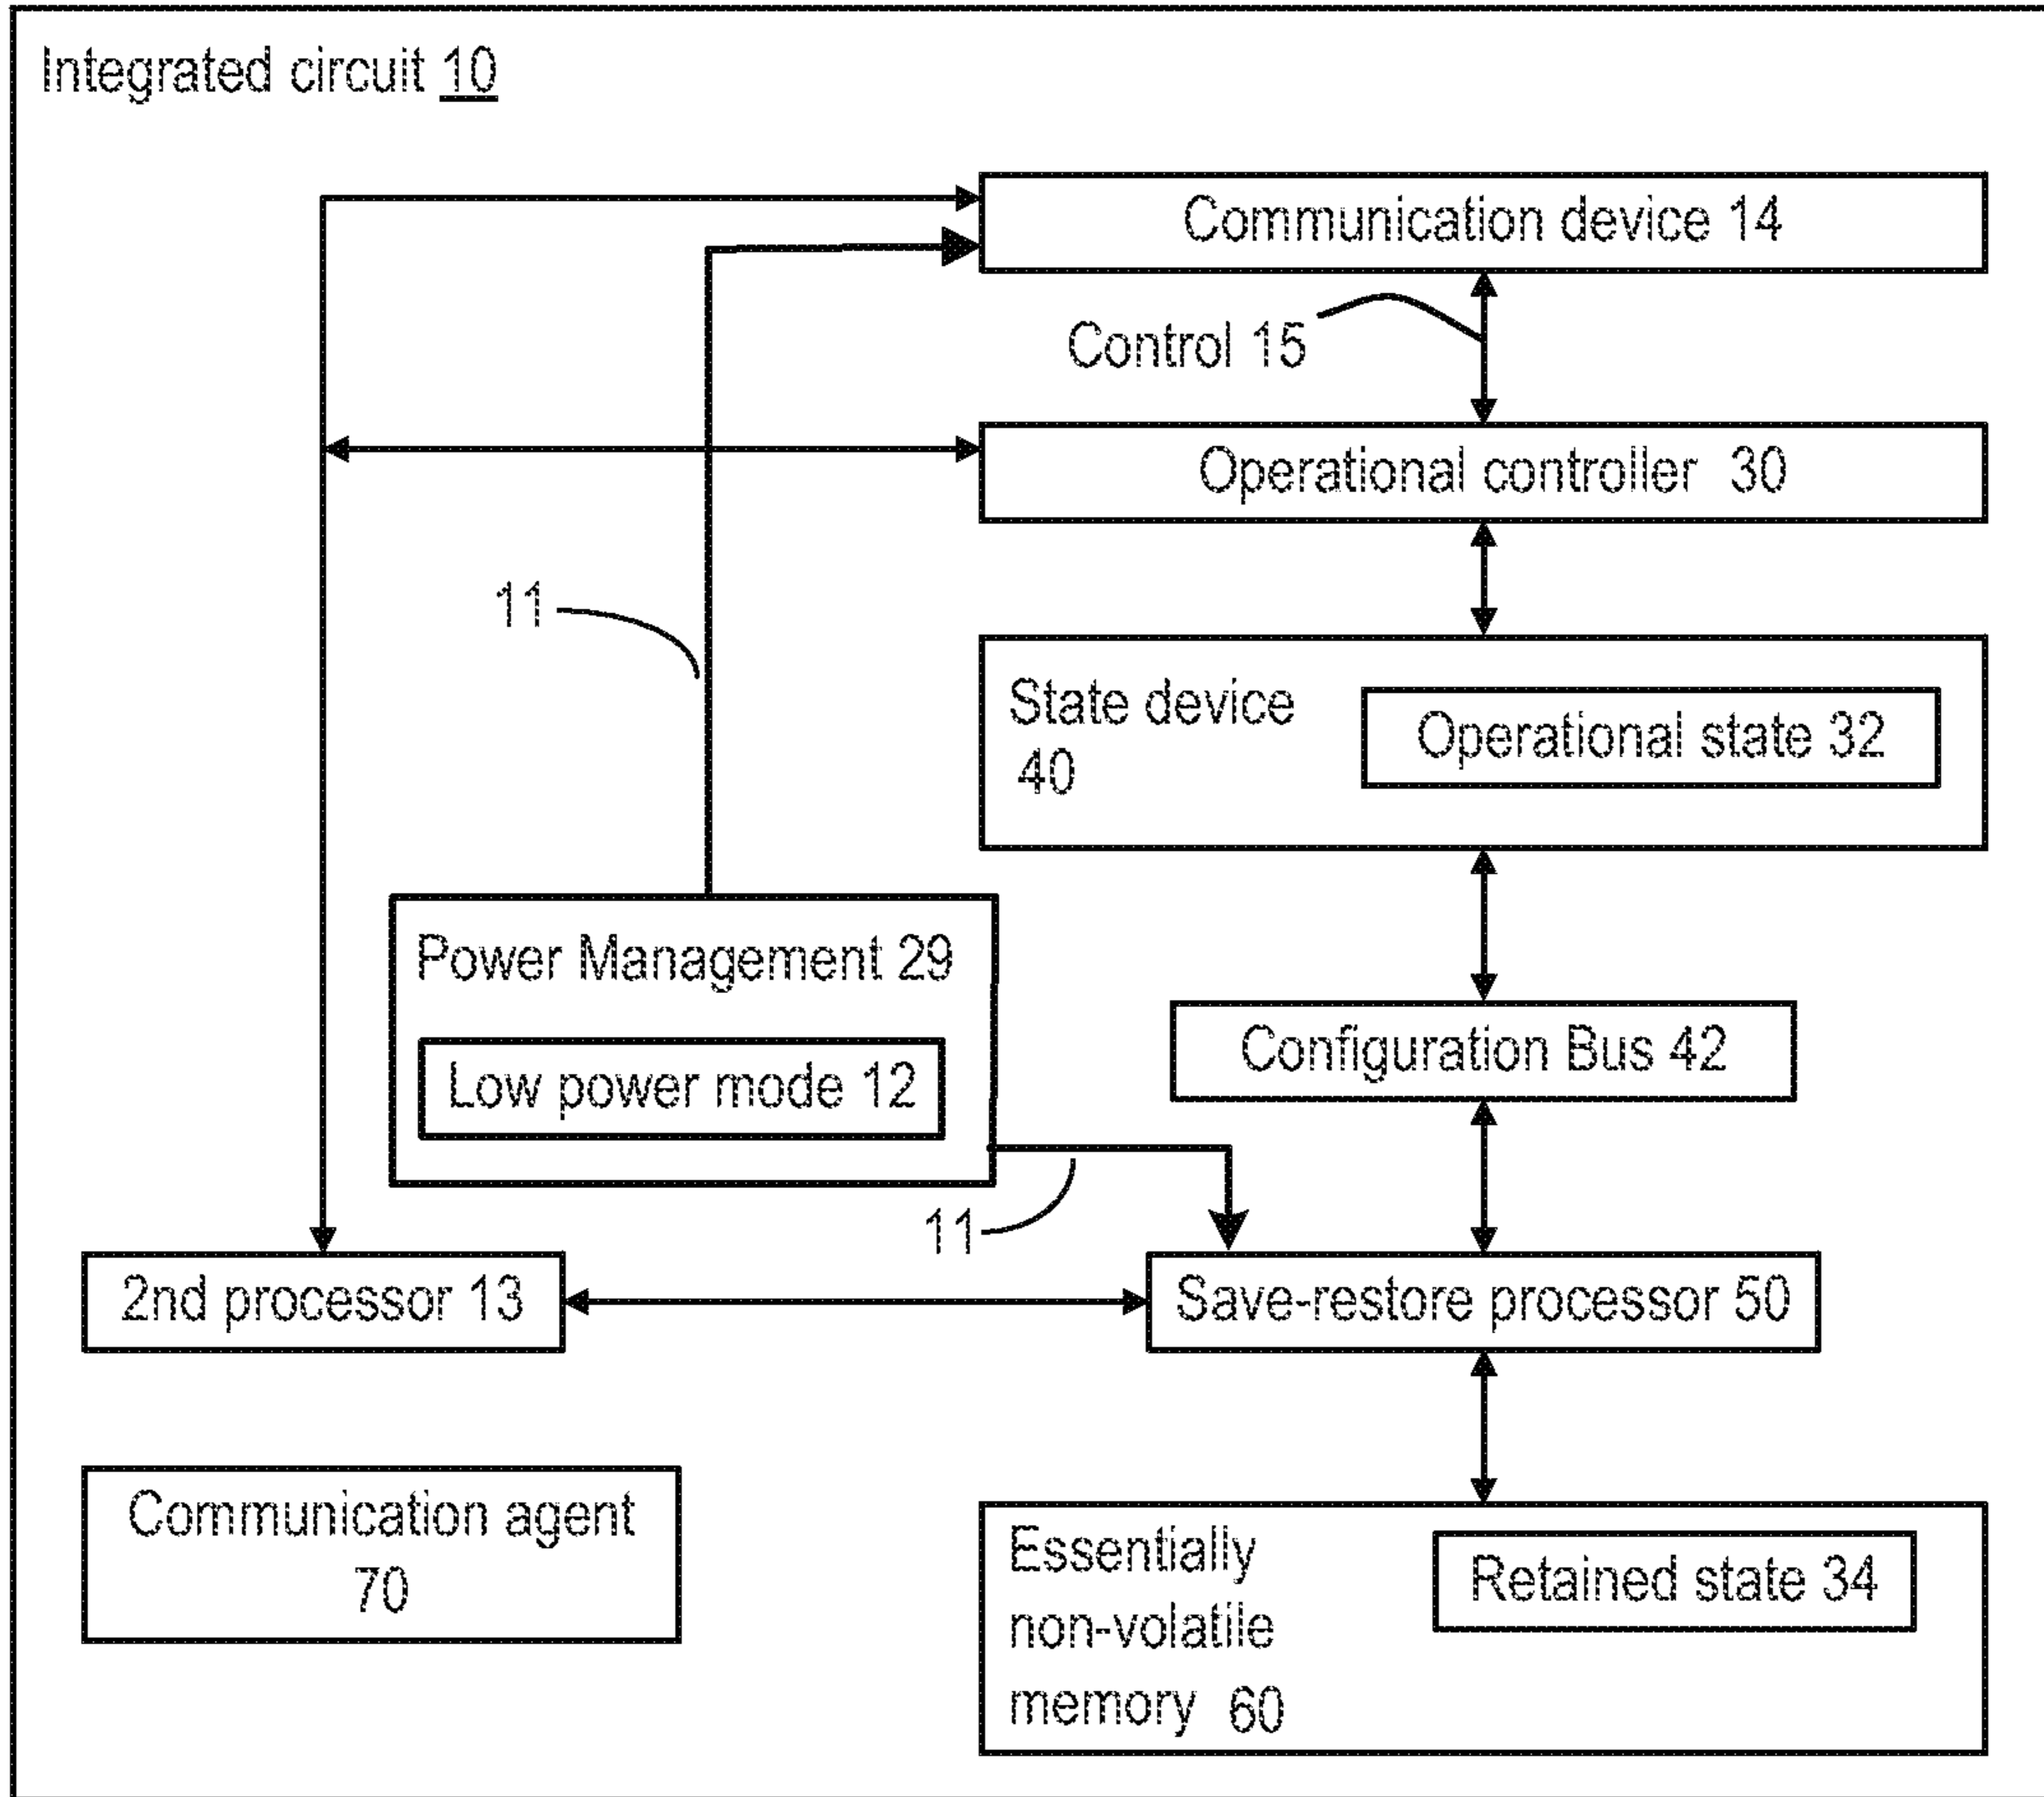 Integrated circuit 10
Communication device 14
Control 15
Operational controller 30
11
State device
40
Operational state 32
Power Management 29
Low power mode 12
Configuration Bus 42
11
2nd processor 13
Save-restore processor 50
Communication agent
70
Essentially
non-volatile
memory 60
Retained state 34